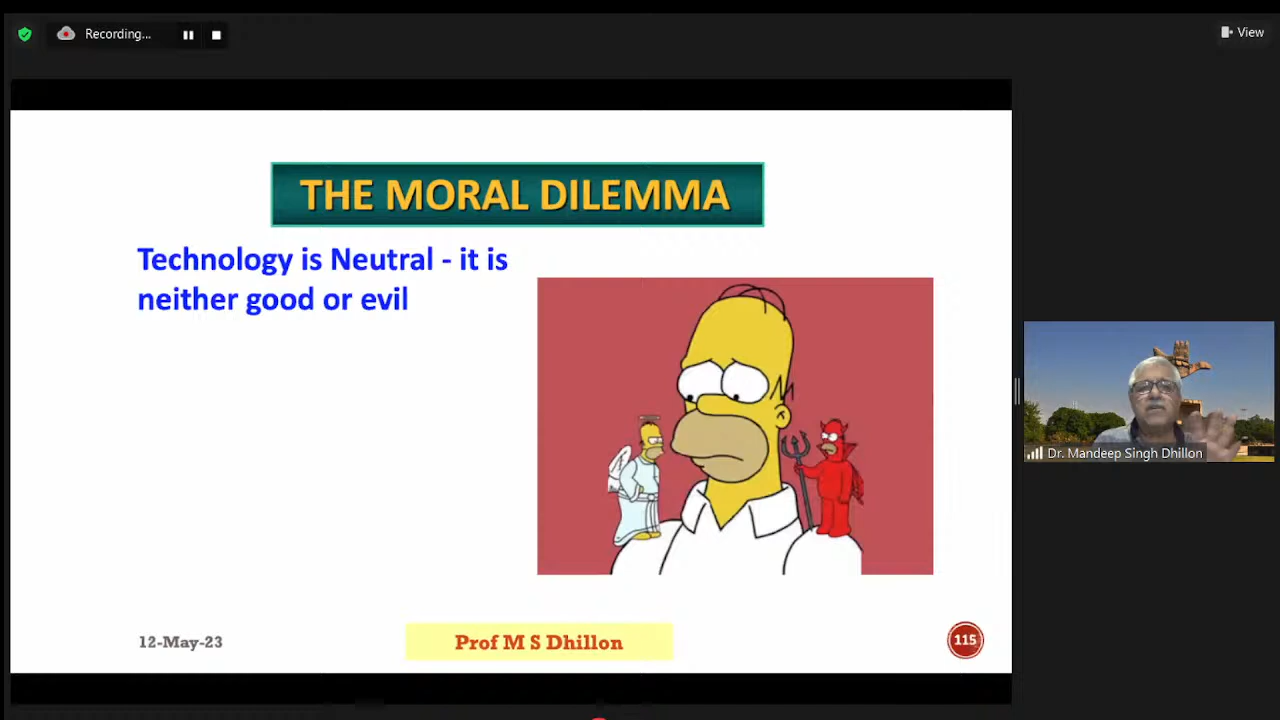 Recording...
View
THE MORAL DILEMMA
Technology is Neutral - it is
neither good or evil
Dr. Mandeep Singh Dhillon
12-May-23
Prof M S Dhillon
115